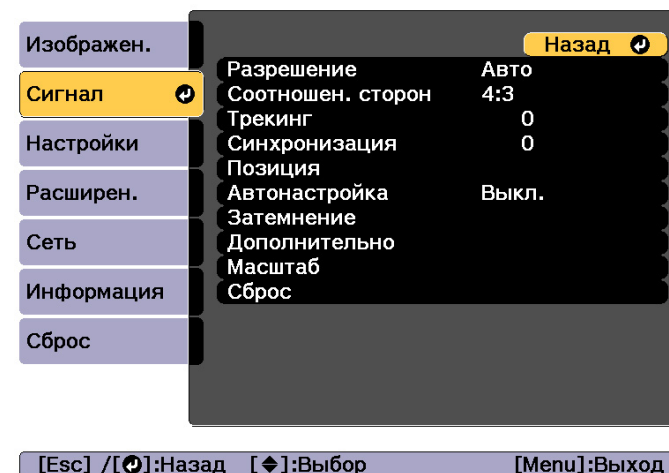 Изображен.
Сигнал
Настройки
Расширен.
Сеть
Информация
Сброс
Назад
Разрешение Авто
Соотношен. сторон 4:3
Трекинг 0
Синхронизация 0
Позиция
Автонастройка Выкл.
Затемнение
Дополнительно
Масштаб
Сброс
[Esc] /[↵]:Назад [◆]:Выбор [Menu]:Выход